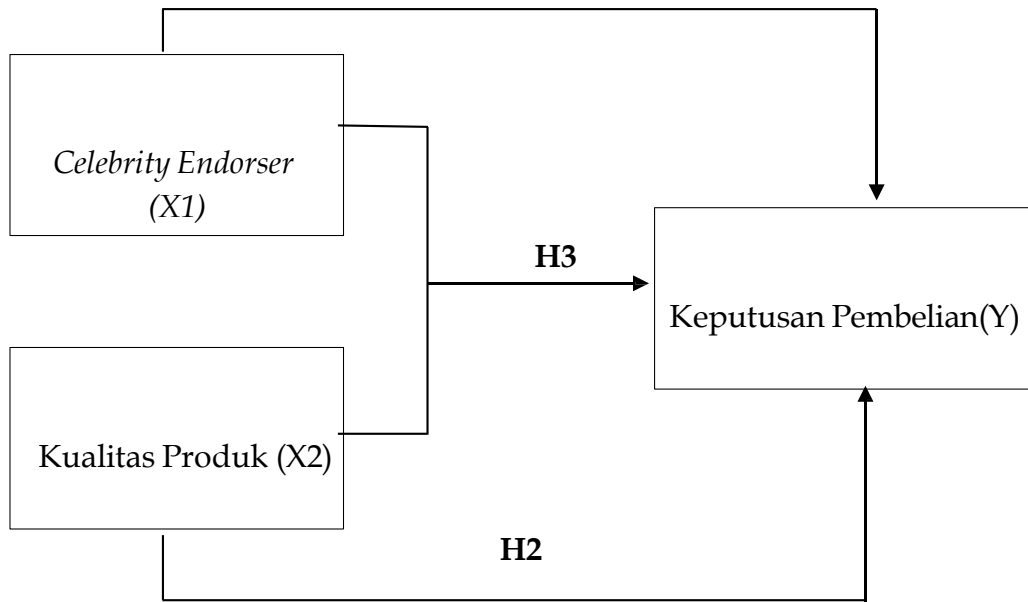 Celebrity Endorser
(X1)
H3
Keputusan Pembelian(Y)
Kualitas Produk (X2)
H2